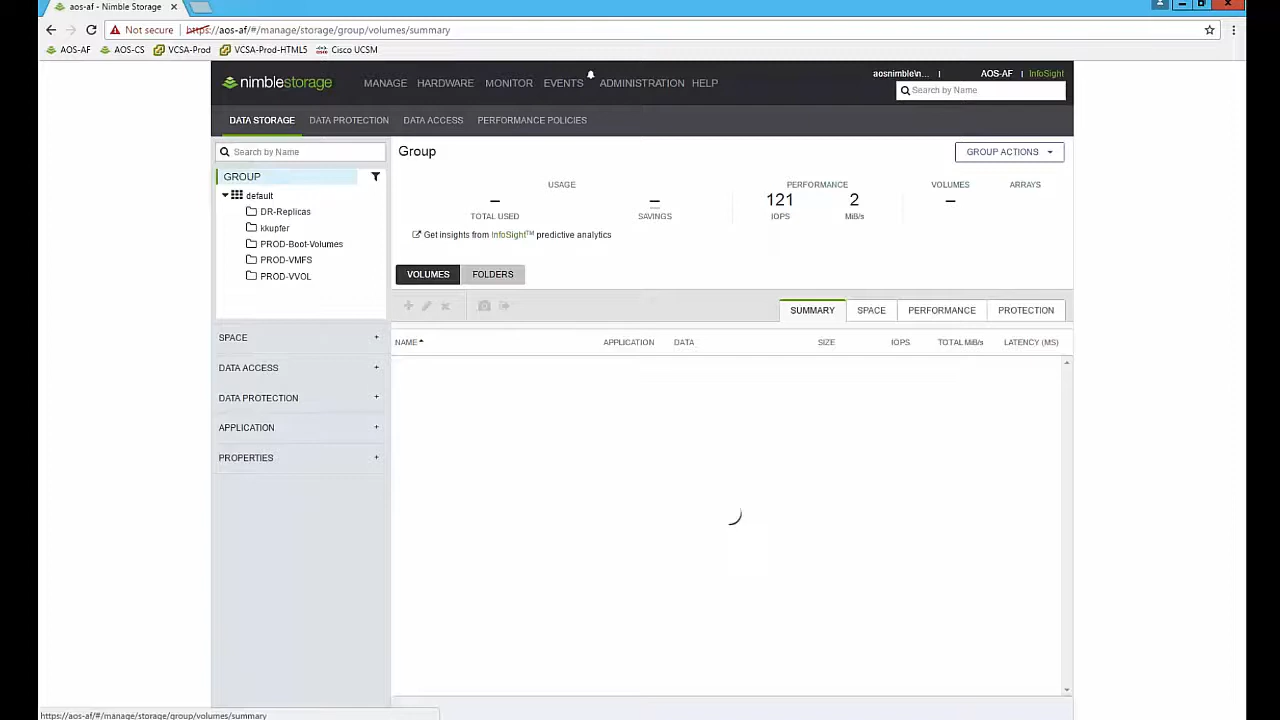 aos-af - Nimble Storage
Not secure | https://aos-af/#/manage/storage/group/volumes/summary
AOS-AF AOS-CS VCSA-Prod VCSA-Prod-HTML5 Cisco UCSM
nimblestorage MANAGE HARDWARE MONITOR EVENTS ADMINISTRATION HELP
aosnimble\n... | AOS-AF | InfoSight
Search by Name
DATA STORAGE DATA PROTECTION DATA ACCESS PERFORMANCE POLICIES
Search by Name
GROUP
default
DR-Replicas
kkupfer
PROD-Boot-Volumes
PROD-VMFS
PROD-VVOL
SPACE +
DATA ACCESS +
DATA PROTECTION +
APPLICATION +
PROPERTIES +
Group
GROUP ACTIONS
USAGE PERFORMANCE VOLUMES ARRAYS
– – 121 2 –
TOTAL USED SAVINGS IOPS MiB/s
Get insights from InfoSight™ predictive analytics
VOLUMES FOLDERS
SUMMARY SPACE PERFORMANCE PROTECTION
NAME APPLICATION DATA SIZE IOPS TOTAL MiB/s LATENCY (MS)
https://aos-af/#/manage/storage/group/volumes/summary